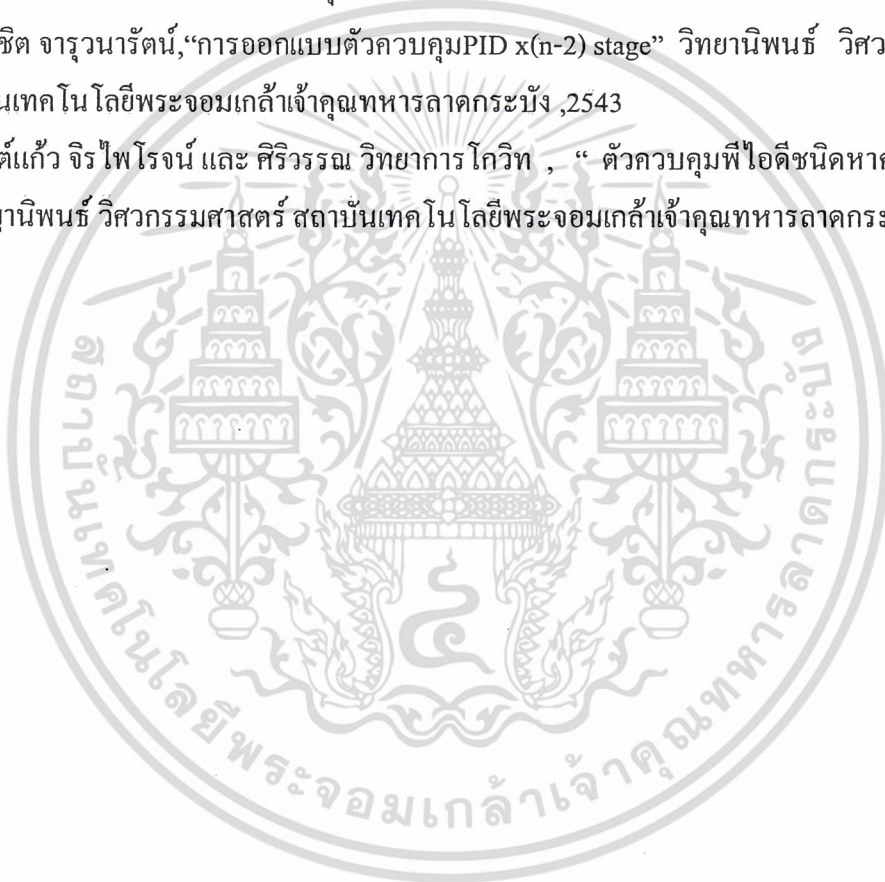 ชิต จารุวนารัตน์,“การออกแบบตัวควบคุมPID x(n-2) stage” วิทยานิพนธ์ วิศว
นเทคโนโลยีพระจอมเกล้าเจ้าคุณทหารลาดกระบัง ,2543
ต์แก้ว จิรไพโรจน์ และ ศิริวรรณ วิทยาการโกวิท , “ ตัวควบคุมพีไอดีชนิดหาค
ยานิพนธ์ วิศวกรรมศาสตร์ สถาบันเทคโนโลยีพระจอมเกล้าเจ้าคุณทหารลาดกระ
สถาบันเทคโนโลยีพระจอมเกล้าเจ้าคุณทหารลาดกระบัง